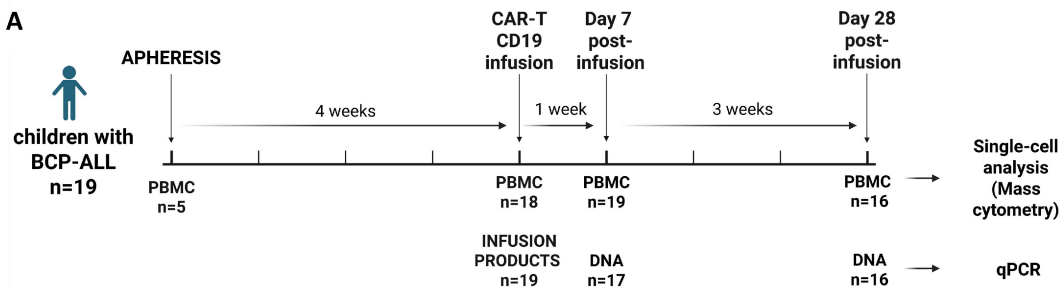 A
APHERESIS
CAR-T
CD19
infusion
Day 7
post-
infusion
Day 28
post-
infusion
4 weeks
1 week
3 weeks
children with
BCP-ALL
n=19
PBMC
n=5
PBMC
n=18
PBMC
n=19
PBMC
n=16
Single-cell
analysis
(Mass
cytometry)
INFUSION
PRODUCTS
n=19
DNA
n=17
DNA
n=16
qPCR